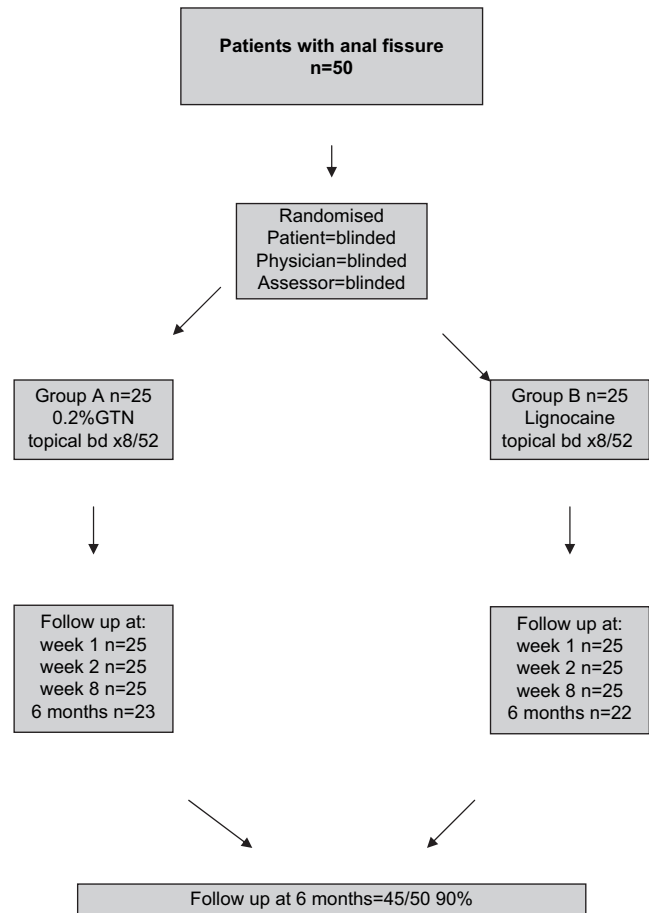 Patients with anal fissure
n=50
Randomised
Patient=blinded
Physician=blinded
Assessor=blinded
Group A n=25
0.2%GTN
topical bd x8/52
Group B n=25
Lignocaine
topical bd x8/52
Follow up at:
week 1 n=25
week 2 n=25
week 8 n=25
6 months n=23
Follow up at:
week 1 n=25
week 2 n=25
week 8 n=25
6 months n=22
Follow up at 6 months=45/50 90%